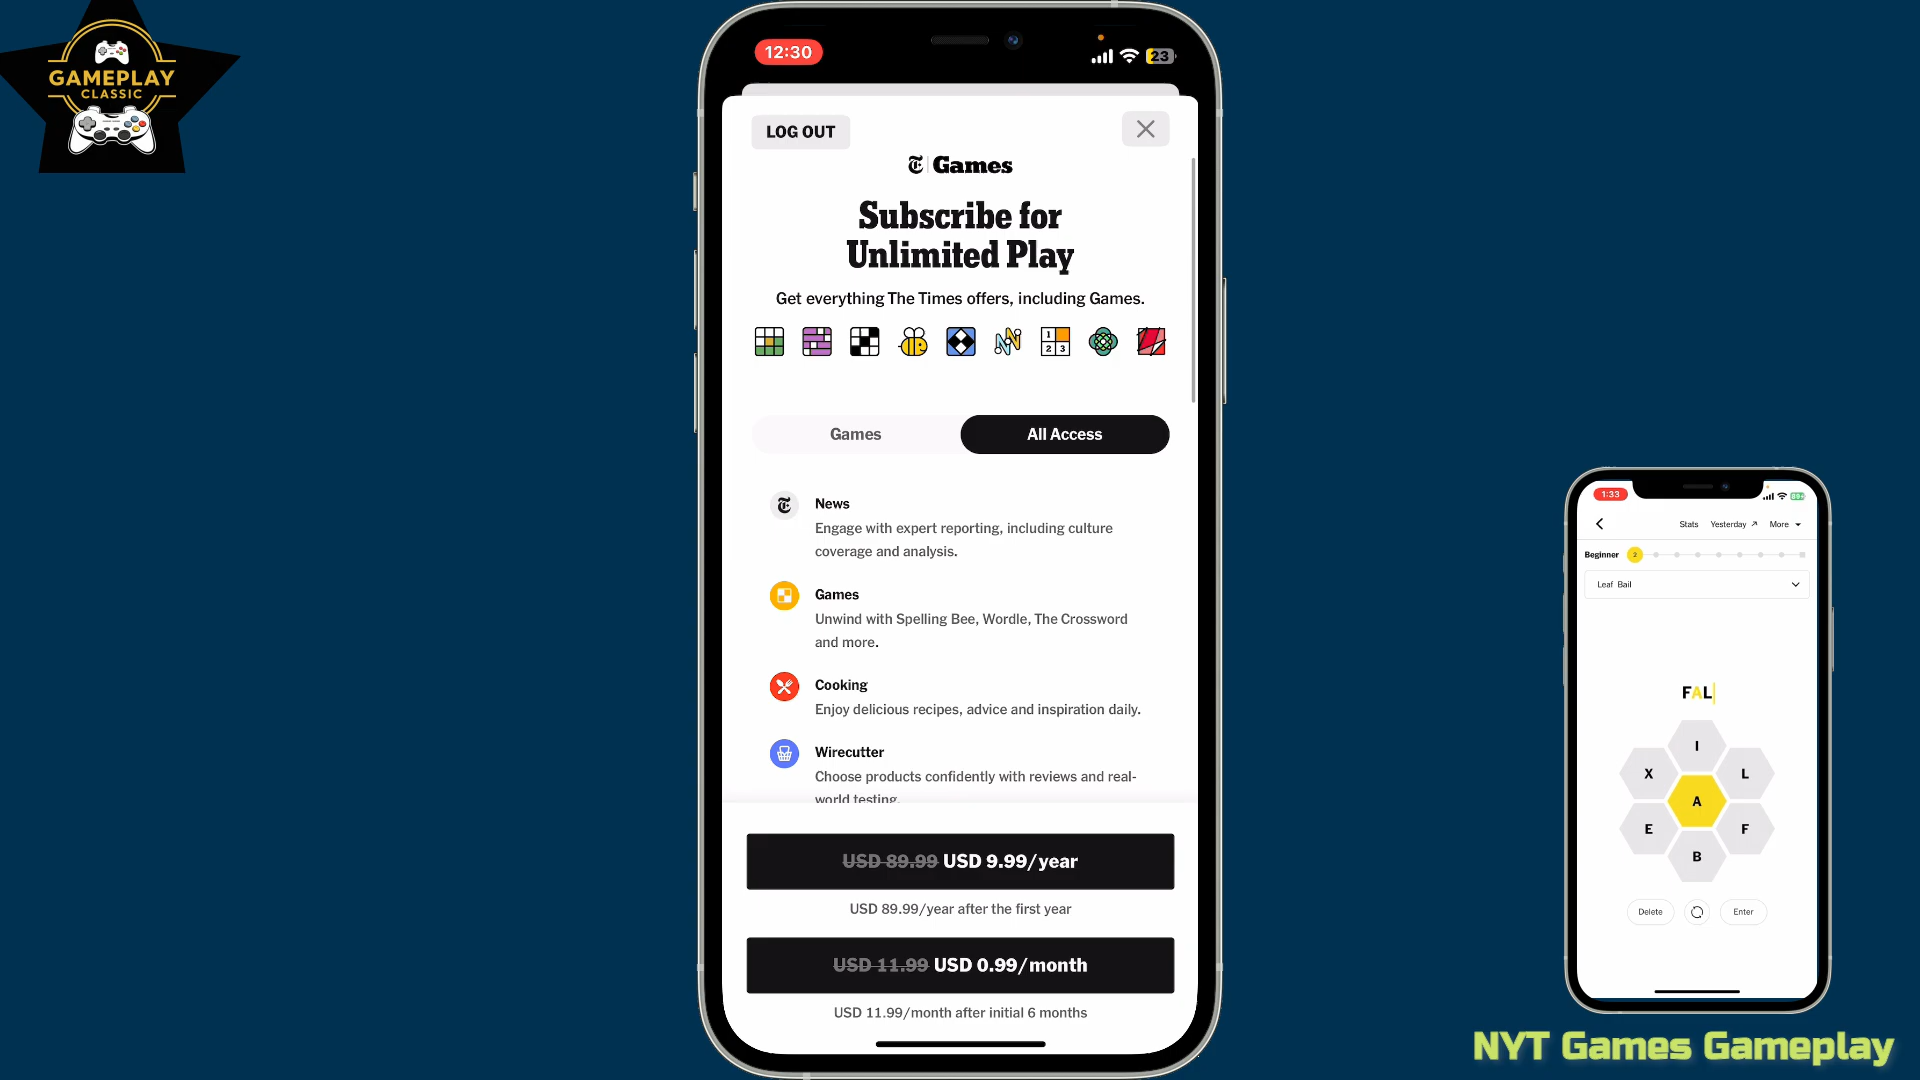 GAMEPLAY
CLASSIC
12:30
23
LOG OUT
Games
Subscribe for
Unlimited Play
Get everything The Times offers, including Games.
1
2 3
Games
All Access
News
Engage with expert reporting, including culture
coverage and analysis.
Games
Unwind with Spelling Bee, Wordle, The Crossword
and more.
Cooking
Enjoy delicious recipes, advice and inspiration daily.
Wirecutter
Choose products confidently with reviews and real-
world testing.
USD 89.99 USD 9.99/year
USD 89.99/year after the first year
USD 11.99 USD 0.99/month
USD 11.99/month after initial 6 months
1:33
Stats Yesterday More
Beginner 2
Leaf Bail
FAL
I
X L
A
E F
B
Delete Enter
NYT Games Gameplay